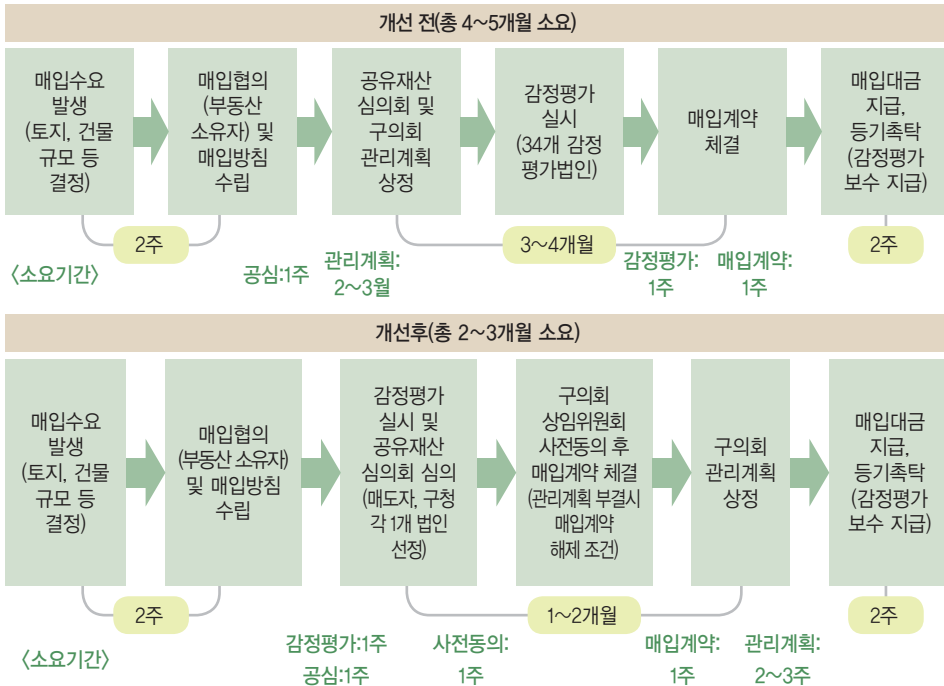 개선 전(총 4~5개월 소요)
매입수요
발생
(토지, 건물
규모 등
결정)
매입협의
(부동산
소유자) 및
매입방침
수립
공유재산
심의회 및
구의회
관리계획
상정
감정평가
실시
(34개 감정
평가법인)
매입계약
체결
매입대금
지급,
등기촉탁
(감정평가
보수 지급)
2주
3~4개월
2주
〈소요기간〉
공심:1주
관리계획:
2~3월
감정평가:
1주
매입계약:
1주
개선후(총 2~3개월 소요)
매입수요
발생
(토지, 건물
규모 등
결정)
매입협의
(부동산 소유자)
및 매입방침
수립
감정평가
실시 및
공유재산
심의회 심의
(매도자, 구청
각 1개 법인
선정)
구의회
상임위원회
사전동의 후
매입계약 체결
(관리계획 부결시
매입계약
해제 조건)
구의회
관리계획
상정
매입대금
지급,
등기촉탁
(감정평가
보수 지급)
2주
1~2개월
2주
〈소요기간〉
감정평가:1주
공심:1주
사전동의:
1주
매입계약:
1주
관리계획:
2~3주